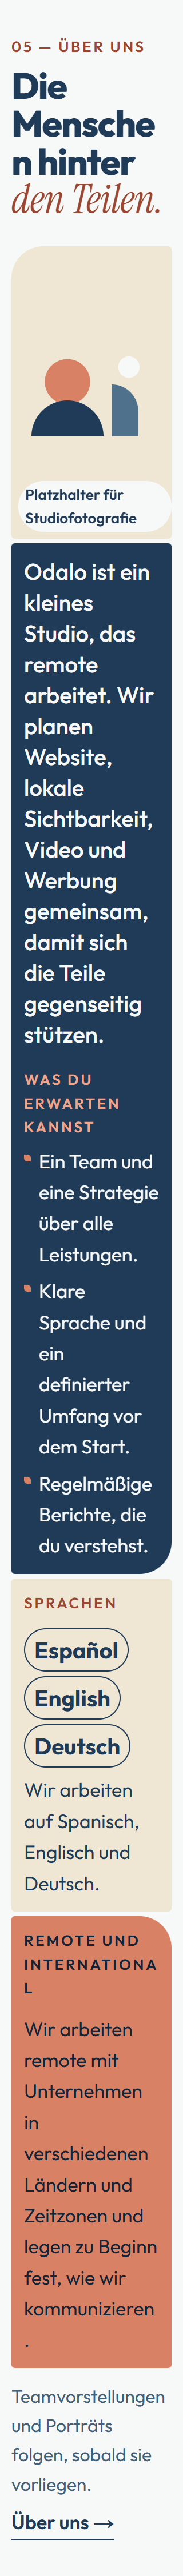 05 — ÜBER UNS
Die
Mensche
n hinter
den Teilen.
Platzhalter für
Studiofotografie
Odalo ist ein
kleines
Studio, das
remote
arbeitet. Wir
planen
Website,
lokale
Sichtbarkeit,
Video und
Werbung
gemeinsam,
damit sich
die Teile
gegenseitig
stützen.
WAS DU
ERWARTEN
KANNST
Ein Team und
eine Strategie
über alle
Leistungen.
Klare
Sprache und
ein
definierter
Umfang vor
dem Start.
Regelmäßige
Berichte, die
du verstehst.
SPRACHEN
Español
English
Deutsch
Wir arbeiten
auf Spanisch,
Englisch und
Deutsch.
REMOTE UND
INTERNATIONA
L
Wir arbeiten
remote mit
Unternehmen
in
verschiedenen
Ländern und
Zeitzonen und
legen zu Beginn
fest, wie wir
kommunizieren
.
Teamvorstellungen
und Porträts
folgen, sobald sie
vorliegen.
Über uns →